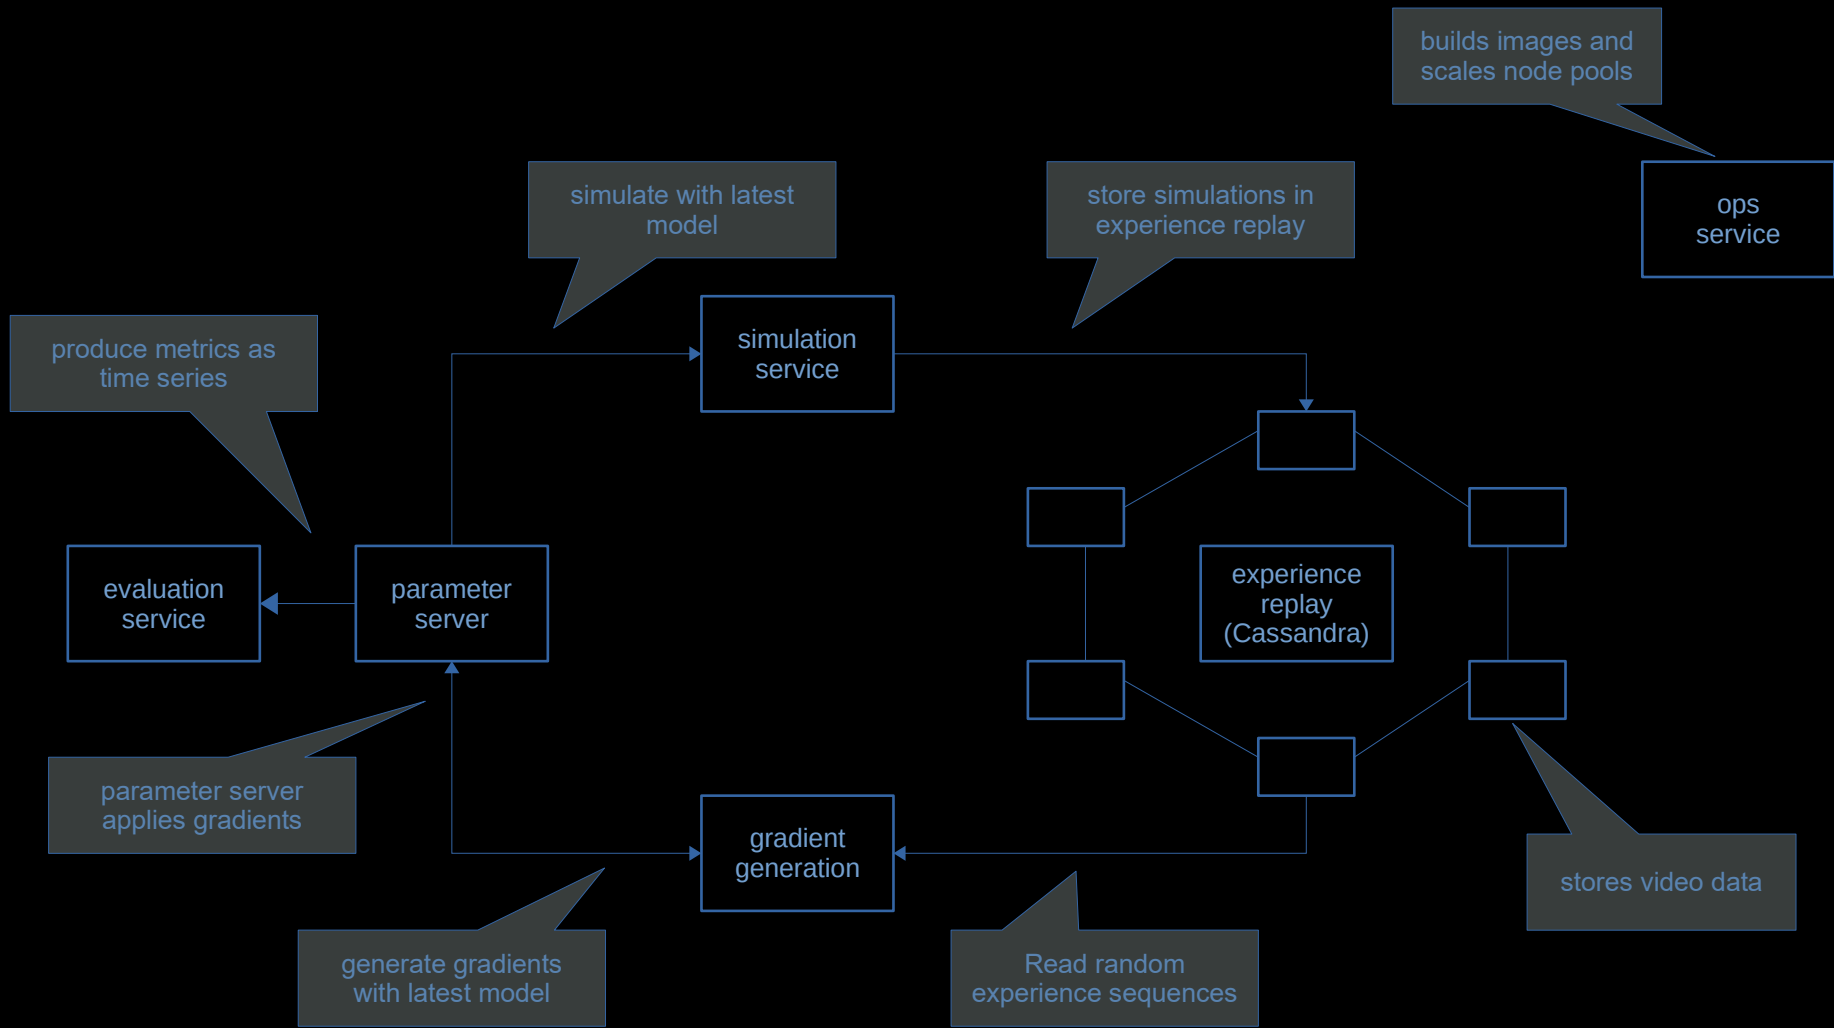 builds images and
scales node pools
ops
service
simulate with latest
model
store simulations in
experience replay
simulation
service
produce metrics as
time series
evaluation
service
parameter
server
experience
replay
(Cassandra)
parameter server
applies gradients
gradient
generation
stores video data
generate gradients
with latest model
Read random
experience sequences